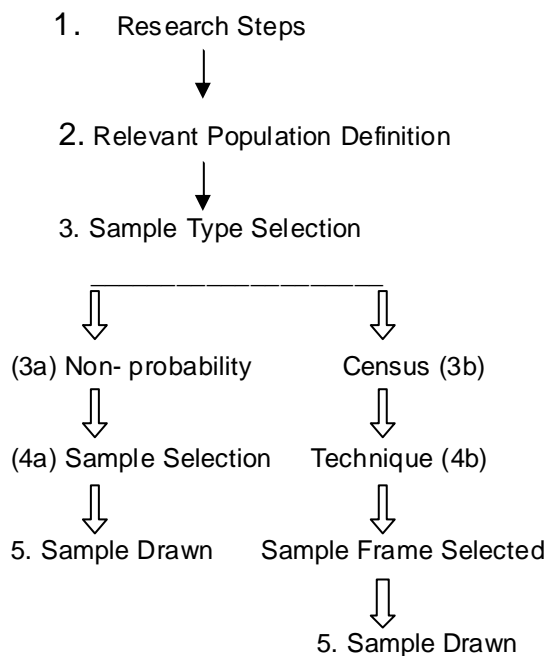 1. Research Steps
2. Relevant Population Definition
3. Sample Type Selection
(3a) Non- probability Census (3b)
(4a) Sample Selection Technique (4b)
5. Sample Drawn Sample Frame Selected
5. Sample Drawn